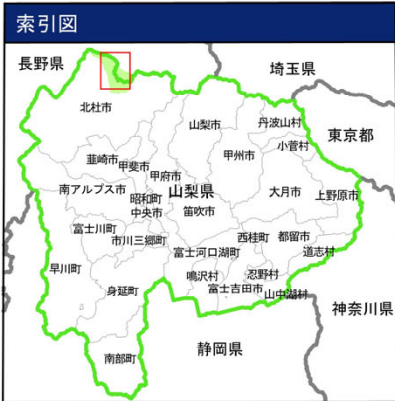 索引図
長野県
埼玉県
北杜市
山梨市
丹波山村
東京都
小菅村
韮崎市
甲斐市
甲州市
甲府市
南アルプス市
山梨県
大月市
上野原市
昭和町
中央市
笛吹市
富士川町
市川三郷町
西桂町
都留市
富士河口湖町
道志村
早川町
鳴沢村
忍野村
身延町
富士吉田市
山中湖村
神奈川県
静岡県
南部町